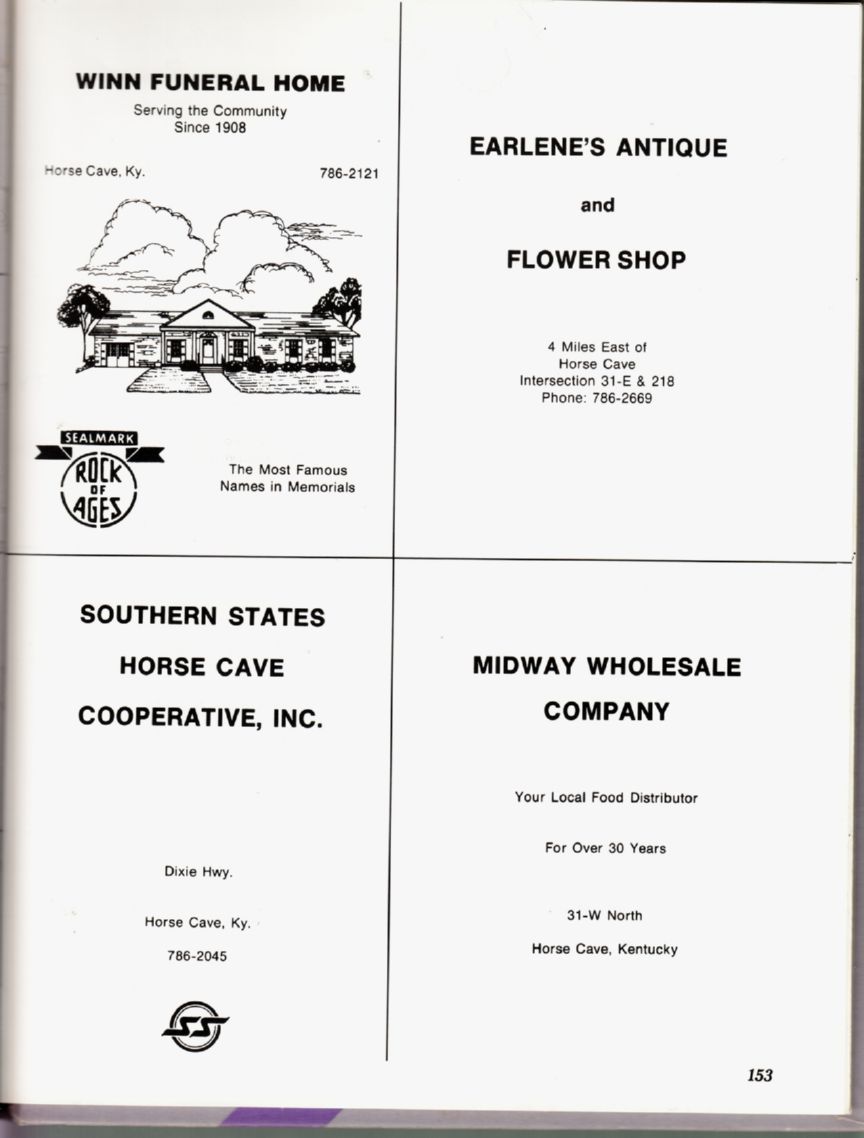 WINN FUNERAL HOME
Serving the Community
Since 1908
Horse Cave, Ky. 786-2121
SEALMARK
ROCK
OF
AGES
The Most Famous
Names in Memorials
EARLENE'S ANTIQUE
and
FLOWER SHOP
4 Miles East of
Horse Cave
Intersection 31-E & 218
Phone: 786-2669
SOUTHERN STATES
HORSE CAVE
COOPERATIVE, INC.
Dixie Hwy.
Horse Cave, Ky.
786-2045
SS
MIDWAY WHOLESALE
COMPANY
Your Local Food Distributor
For Over 30 Years
31-W North
Horse Cave, Kentucky
153